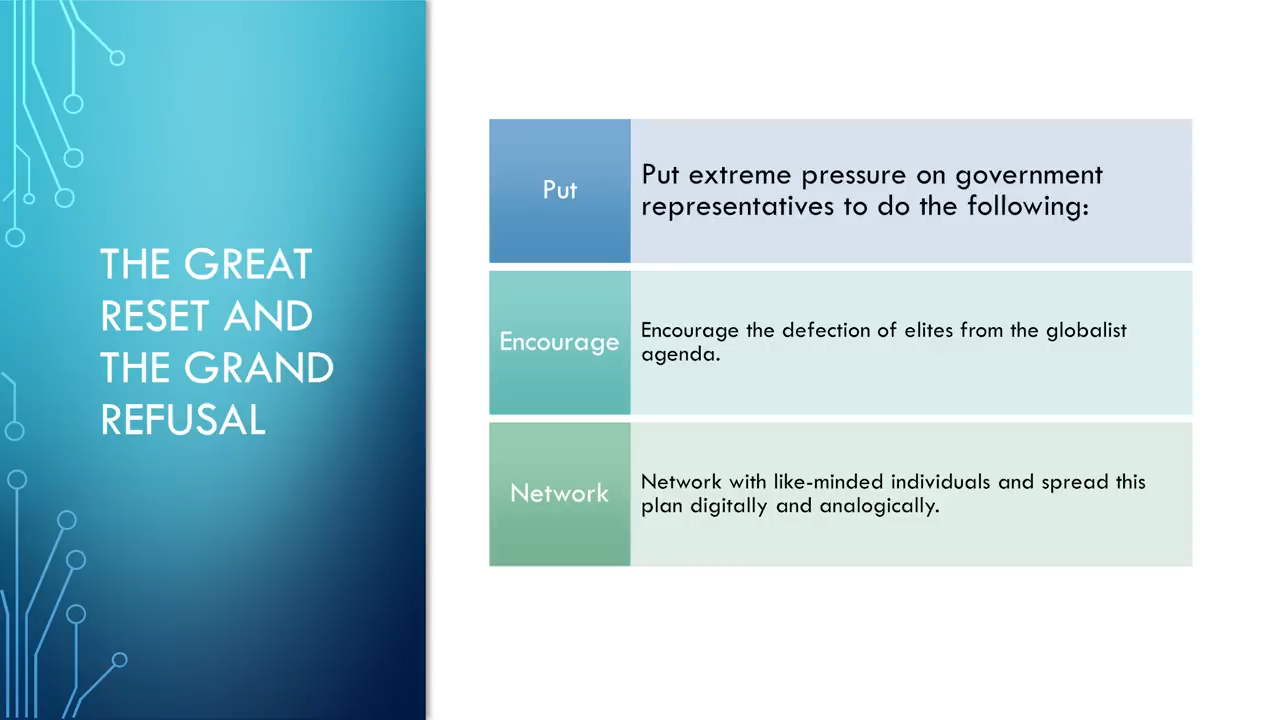 THE GREAT
RESET AND
THE GRAND
REFUSAL
Put
Put extreme pressure on government
representatives to do the following:
Encourage
Encourage the defection of elites from the globalist
agenda.
Network
Network with like-minded individuals and spread this
plan digitally and analogically.